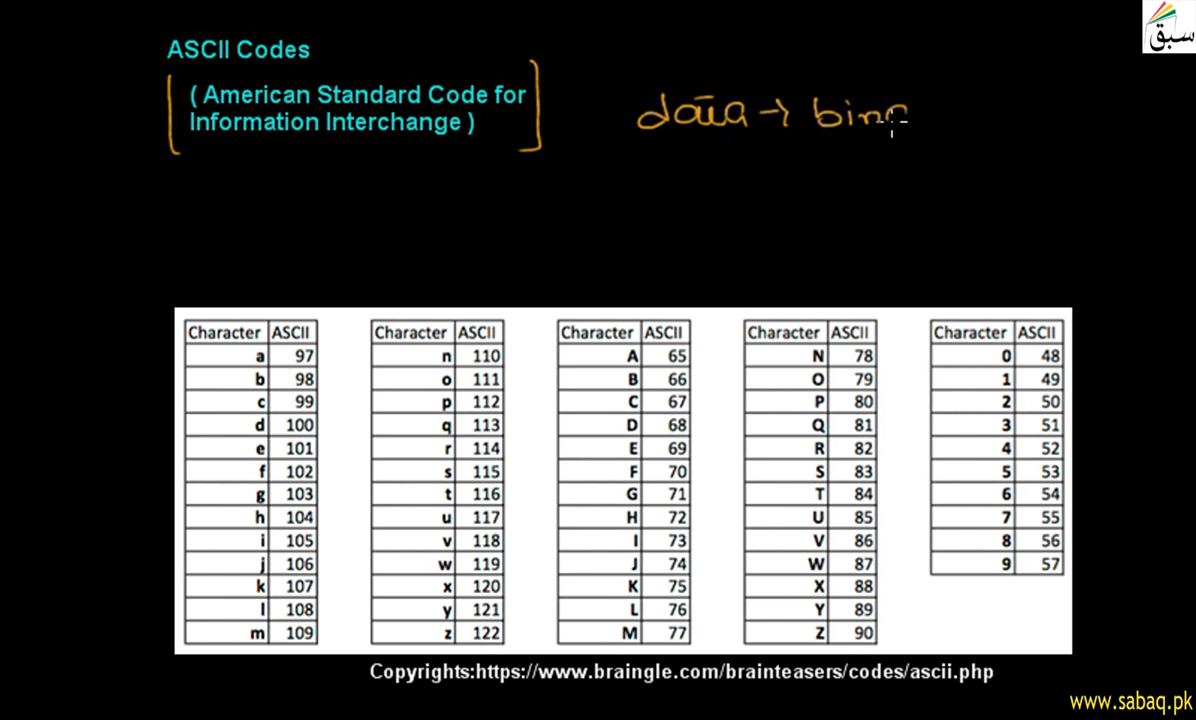 سبق
ASCII Codes
( American Standard Code for
Information Interchange )
data → bina
Character ASCII Character ASCII Character ASCII Character ASCII Character ASCII
a 97 n 110 A 65 N 78 0 48
b 98 o 111 B 66 O 79 1 49
c 99 p 112 C 67 P 80 2 50
d 100 q 113 D 68 Q 81 3 51
e 101 r 114 E 69 R 82 4 52
f 102 s 115 F 70 S 83 5 53
g 103 t 116 G 71 T 84 6 54
h 104 u 117 H 72 U 85 7 55
i 105 v 118 I 73 V 86 8 56
j 106 w 119 J 74 W 87 9 57
k 107 x 120 K 75 X 88
l 108 y 121 L 76 Y 89
m 109 z 122 M 77 Z 90
Copyrights:https://www.braingle.com/brainteasers/codes/ascii.php
www.sabaq.pk